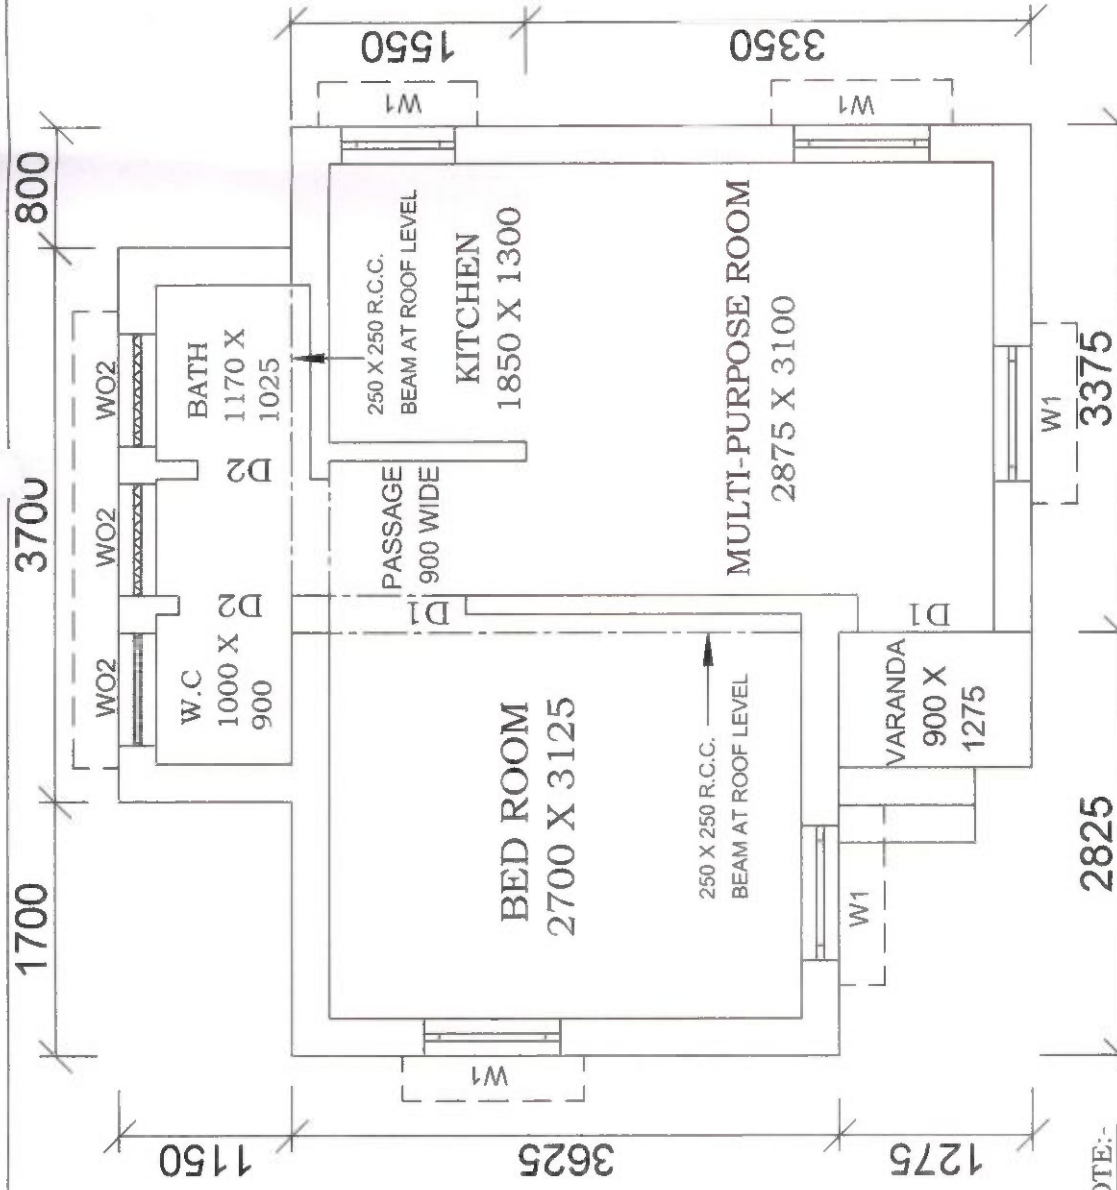 1700
3700
800
WO2
WO2
WO2
W.C
1000 X
900
D2
D2
BATH
1170 X
1025
1150
3625
1275
1550
3350
W1
W1
250 X 250 R.C.C.
BEAM AT ROOF LEVEL
KITCHEN
1850 X 1300
PASSAGE
900 WIDE
D1
BED ROOM
2700 X 3125
MULTI-PURPOSE ROOM
2875 X 3100
250 X 250 R.C.C.
BEAM AT ROOF LEVEL
W1
D1
VARANDA
900 X
1275
W1
W1
2825
3375
OTE:-